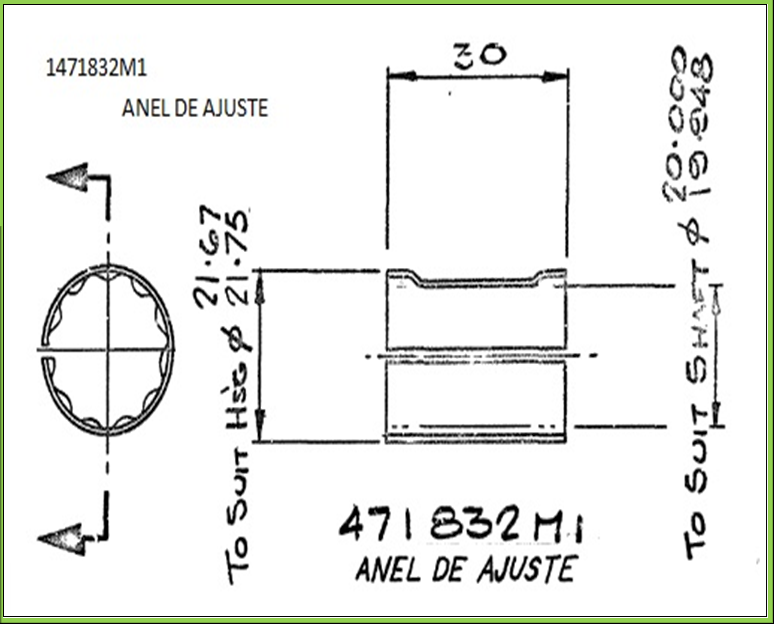 1471832M1
ANEL DE AJUSTE
30
To SUIT HSG Ø 21.67
21.75
To SUIT SHAFT Ø 20.000
19.948
471832M1
ANEL DE AJUSTE